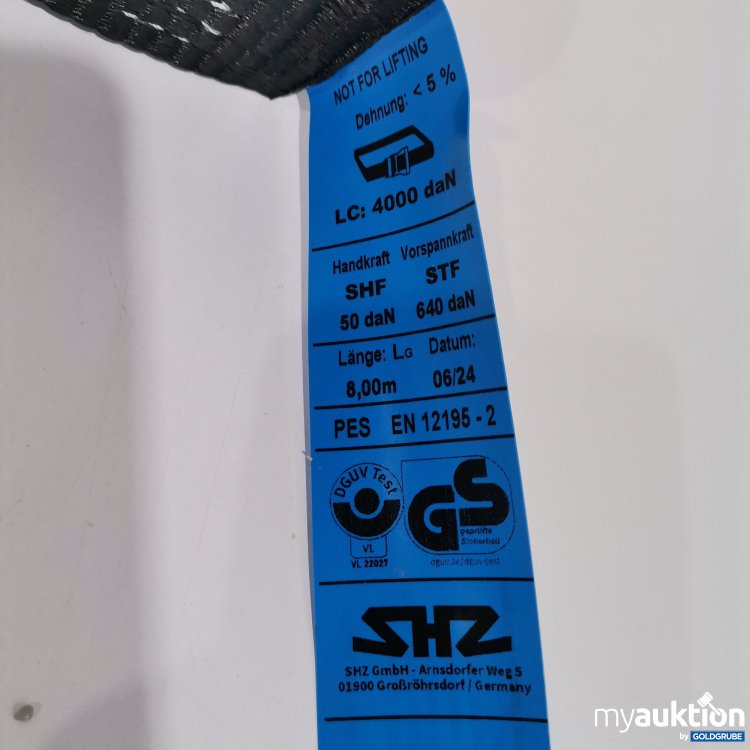 NOT FOR LIFTING
Dehnung: < 5 %
LC: 4000 daN
Handkraft Vorspannkraft
SHF STF
50 daN 640 daN
Länge: LG Datum:
8,00m 06/24
PES EN 12195 - 2
DGUV Test
VL
VL 22027
GS
geprüfte
Sicherheit
dguv.de/dguv-test
SHZ
SHZ GmbH - Arnsdorfer Weg 5
01900 Großröhrsdorf / Germany
myauktion
by GOLDGRUBE